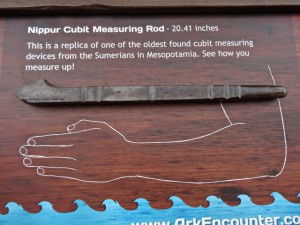 Nippur Cubit Measuring Rod - 20.41 inches
This is a replica of one of the oldest found cubit measuring
devices from the Sumerians in Mesopotamia. See how you
measure up!
www.ArkEncounter.com